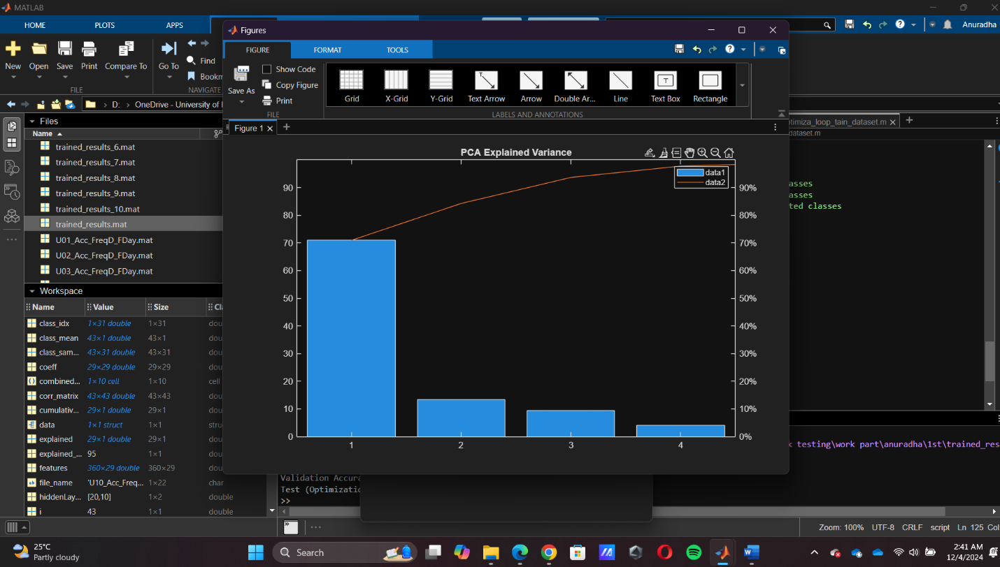 MATLAB
HOME
PLOTS
APPS
Anuradha
New
Open
Save
Print
Compare To
Go To
Find
FILE
NAVIGATE
D:
OneDrive - University of
Files
Name
trained_results_6.mat
trained_results_7.mat
trained_results_8.mat
trained_results_9.mat
trained_results_10.mat
trained_results.mat
U01_Acc_FreqD_FDay.mat
U02_Acc_FreqD_FDay.mat
U03_Acc_FreqD_FDay.mat
Workspace
Name Value Size
class_idx 1×31 double 1×31 dou
class_mean 43×1 double 43×1 dou
class_sam... 43×31 double 43×31 dou
coeff 29×29 double 29×29 dou
combined... 1×10 cell 1×10 cell
corr_matrix 43×43 double 43×43 dou
cumulativ... 29×1 double 29×1 dou
data 1×1 struct 1×1 stru
explained 29×1 double 29×1 dou
explained_... 95 1×1 dou
features 360×29 double 360×29 dou
file_name 'U10_Acc_Freq... 1×22 char
hiddenLay... [20,10] 1×2 double
i 43 1×1 double
Figures
FIGURE
FORMAT
TOOLS
Save As
Show Code
Copy Figure
Print
FILE
Grid
X-Grid
Y-Grid
Text Arrow
Arrow
Double Ar...
Line
Text Box
Rectangle
LABELS AND ANNOTATIONS
Figure 1
PCA Explained Variance
data1
data2
90
80
70
60
50
40
30
20
10
0
90%
80%
70%
60%
50%
40%
30%
20%
10%
0%
1 2 3 4
timiza_loop_tain_dataset.m
dataset.m
asses
asses
ted classes
testing\work part\anuradha\1st\trained_res
Validation Accura
Test (Optimizatio
>>
Zoom: 100% UTF-8 CRLF script Ln 125 Col
25°C
Partly cloudy
Search
2:41 AM
12/4/2024